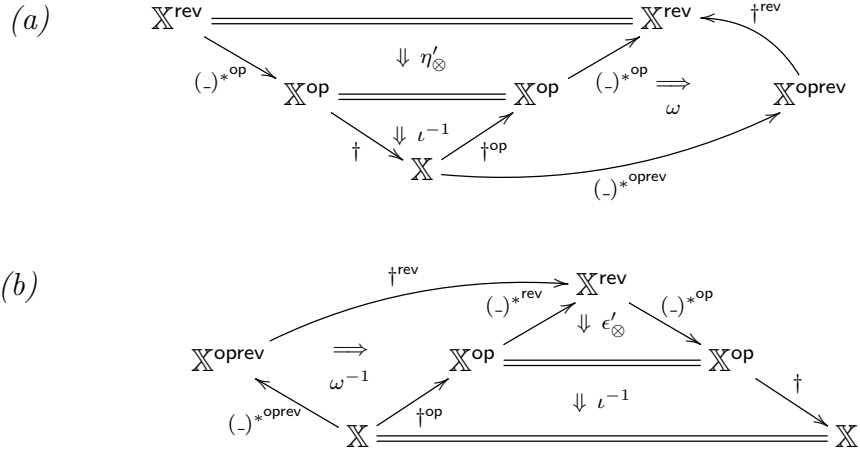 (a) 𝕏^rev 𝕏^rev †^rev
⇓ η′_⊗
(_)*^op 𝕏^op 𝕏^op (_)*^op ⟹ ω 𝕏^oprev
⇓ ι^−1
† 𝕏 †^op (_)*^oprev
(b) †^rev 𝕏^rev
(_)*^rev ⇓ ϵ′_⊗ (_)*^op
𝕏^oprev ⟹ ω^−1 𝕏^op 𝕏^op
(_)*^oprev †^op ⇓ ι^−1 †
𝕏 𝕏